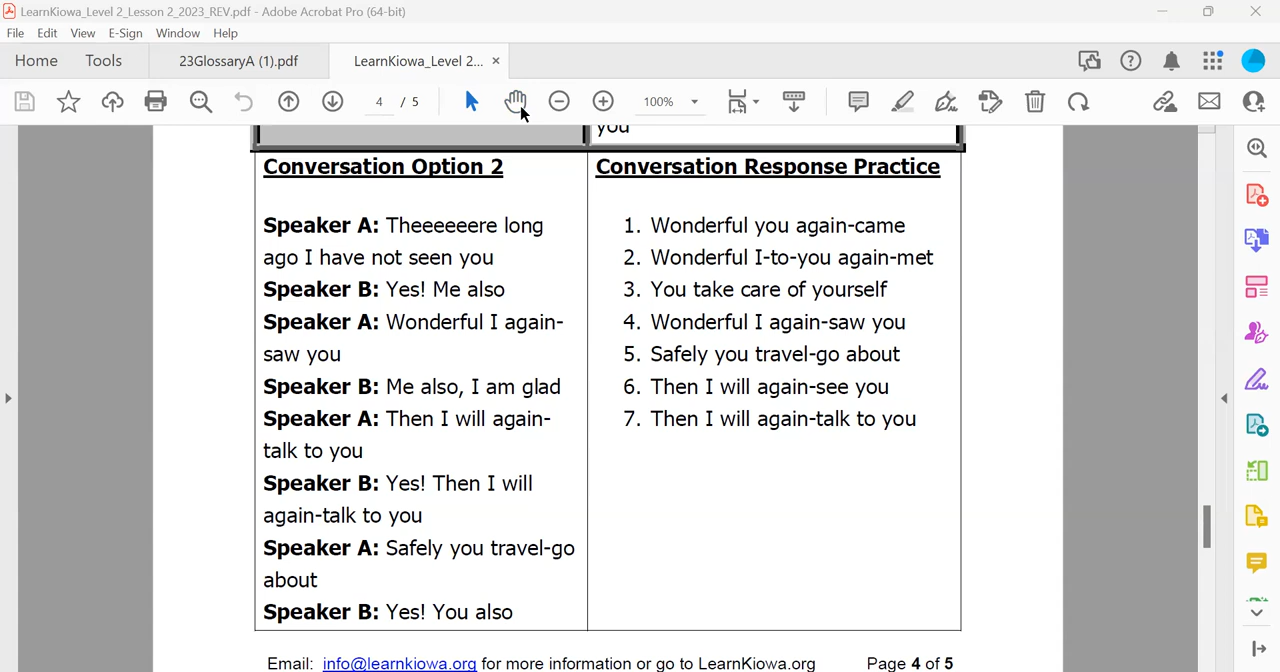 LearnKiowa_Level 2_Lesson 2_2023_REV.pdf - Adobe Acrobat Pro (64-bit)
File Edit View E-Sign Window Help
Home Tools 23GlossaryA (1).pdf LearnKiowa_Level 2... ×
4 / 5 100%
you
Conversation Option 2
Speaker A: Theeeeeere long
ago I have not seen you
Speaker B: Yes! Me also
Speaker A: Wonderful I again-
saw you
Speaker B: Me also, I am glad
Speaker A: Then I will again-
talk to you
Speaker B: Yes! Then I will
again-talk to you
Speaker A: Safely you travel-go
about
Speaker B: Yes! You also
Conversation Response Practice
1. Wonderful you again-came
2. Wonderful I-to-you again-met
3. You take care of yourself
4. Wonderful I again-saw you
5. Safely you travel-go about
6. Then I will again-see you
7. Then I will again-talk to you
Email: info@learnkiowa.org for more information or go to LearnKiowa.org Page 4 of 5